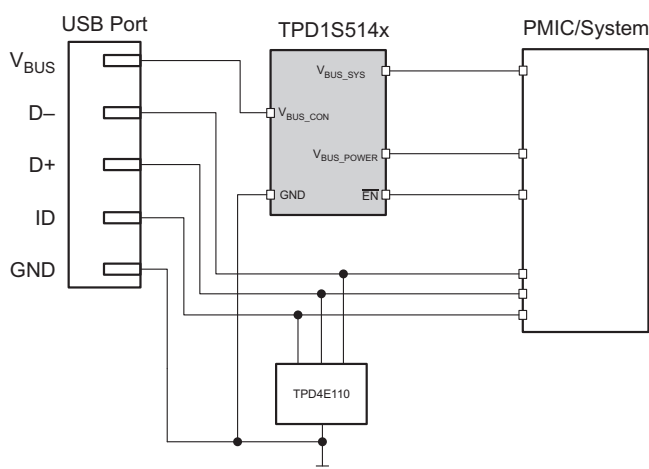 USB Port
TPD1S514x
PMIC/System
VBUS
D–
D+
ID
GND
VBUS_SYS
VBUS_CON
VBUS_POWER
GND
EN
TPD4E110